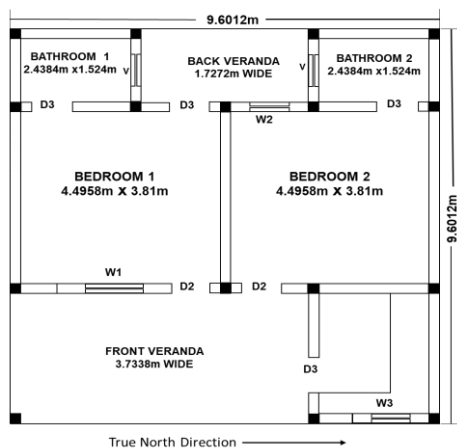 9.6012m
BATHROOM 1
2.4384m x1.524m
V
BACK VERANDA
1.7272m WIDE
V
BATHROOM 2
2.4384m x1.524m
D3
D3
D3
W2
BEDROOM 1
4.4958m X 3.81m
BEDROOM 2
4.4958m X 3.81m
9.6012m
W1
D2
D2
FRONT VERANDA
3.7338m WIDE
D3
W3
True North Direction